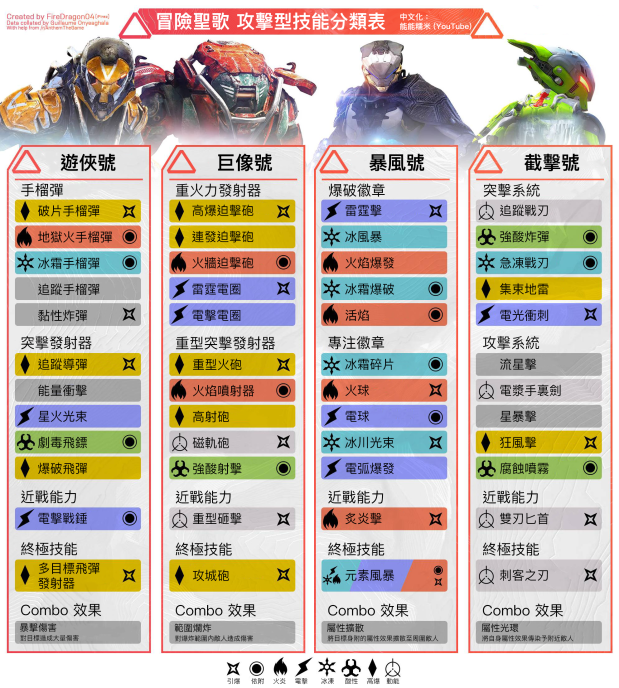 Created by FireDragon04
Data collated by Guillaume Onyeaghala
With help from
冒險聖歌 攻擊型技能分類表
中文化：
能能糯米 (YouTube)
遊俠號
手榴彈
破片手榴彈
地獄火手榴彈
冰霜手榴彈
追蹤手榴彈
黏性炸彈
突擊發射器
追蹤導彈
能量衝擊
星火光束
劇毒飛鏢
爆破飛彈
近戰能力
電擊戰錘
終極技能
多目標飛彈
發射器
Combo 效果
暴擊傷害
對目標造成大量傷害
巨像號
重火力發射器
高爆迫擊砲
連發迫擊砲
火牆迫擊砲
雷霆電圈
電擊電圈
重型突擊發射器
重型火砲
火焰噴射器
高射砲
磁軌砲
強酸射擊
近戰能力
重型砸擊
終極技能
攻城砲
Combo 效果
範圍爛炸
對爆炸範圍內敵人造成傷害
暴風號
爆破徽章
雷霆擊
冰風暴
火焰爆發
冰霜爆破
活焰
專注徽章
冰霜碎片
火球
電球
冰川光束
電弧爆發
近戰能力
炙炎擊
終極技能
元素風暴
Combo 效果
屬性擴散
將目標身附的屬性效果擴散至周圍敵人
截擊號
突擊系統
追蹤戰刃
強酸炸彈
急凍戰刃
集束地雷
電光衝刺
攻擊系統
流星擊
電漿手裏劍
星暴擊
狂風擊
腐蝕噴霧
近戰能力
雙刃匕首
終極技能
刺客之刃
Combo 效果
屬性光環
將自身屬性效果傳染予附近敵人
引爆 依附 火炎 電擊 冰凍 酸性 高爆 動能